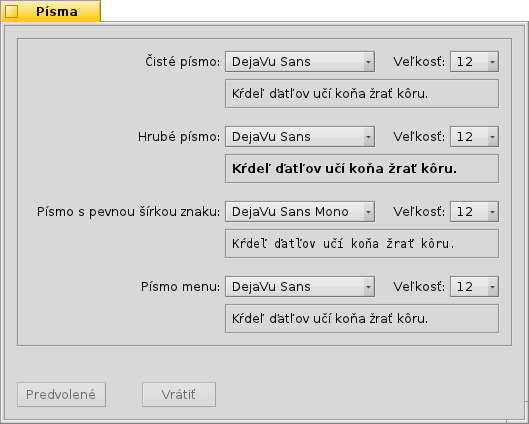 Písma
Čisté písmo: DejaVu Sans Veľkosť: 12
Kŕdeľ ďatľov učí koňa žrať kôru.
Hrubé písmo: DejaVu Sans Veľkosť: 12
Kŕdeľ ďatľov učí koňa žrať kôru.
Písmo s pevnou šírkou znaku: DejaVu Sans Mono Veľkosť: 12
Kŕdeľ ďatľov učí koňa žrať kôru.
Písmo menu: DejaVu Sans Veľkosť: 12
Kŕdeľ ďatľov učí koňa žrať kôru.
Predvolené Vrátiť